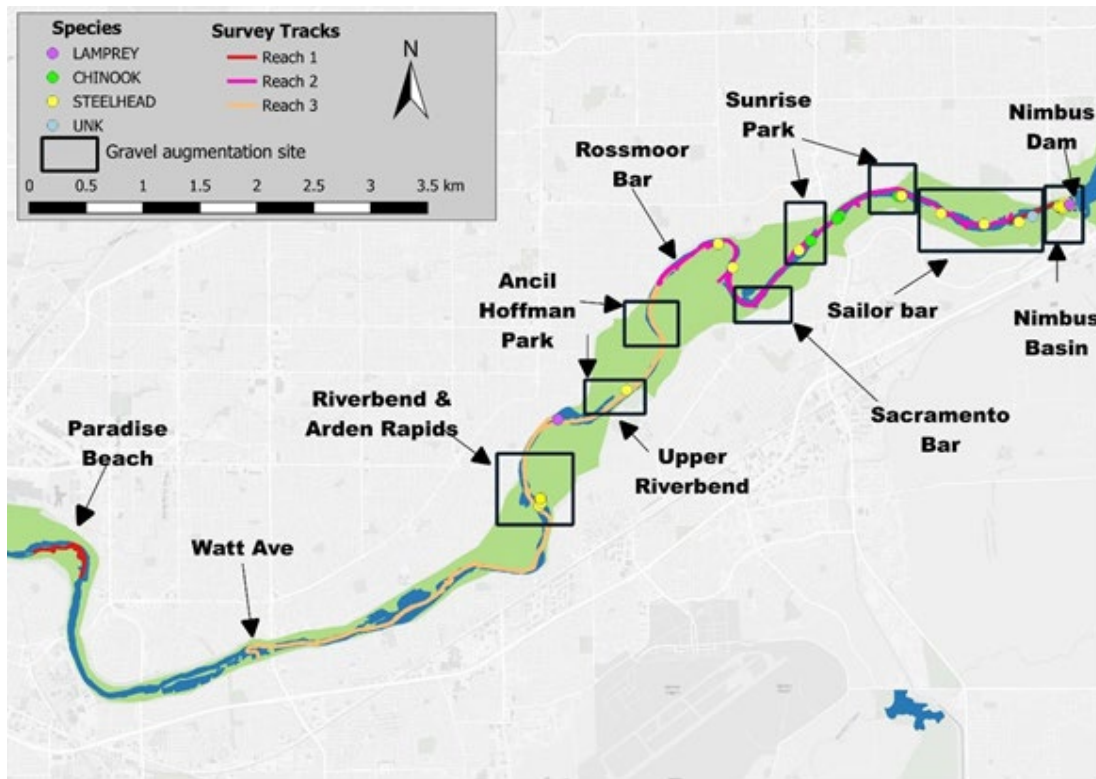 Species
LAMPREY
CHINOOK
STEELHEAD
UNK
Survey Tracks
Reach 1
Reach 2
Reach 3
N
Gravel augmentation site
0 0.5 1 1.5 2 2.5 3 3.5 km
Nimbus
Dam
Sunrise
Park
Rossmoor
Bar
Ancil
Hoffman
Park
Sailor bar
Nimbus
Basin
Sacramento
Bar
Riverbend &
Arden Rapids
Upper
Riverbend
Paradise
Beach
Watt Ave